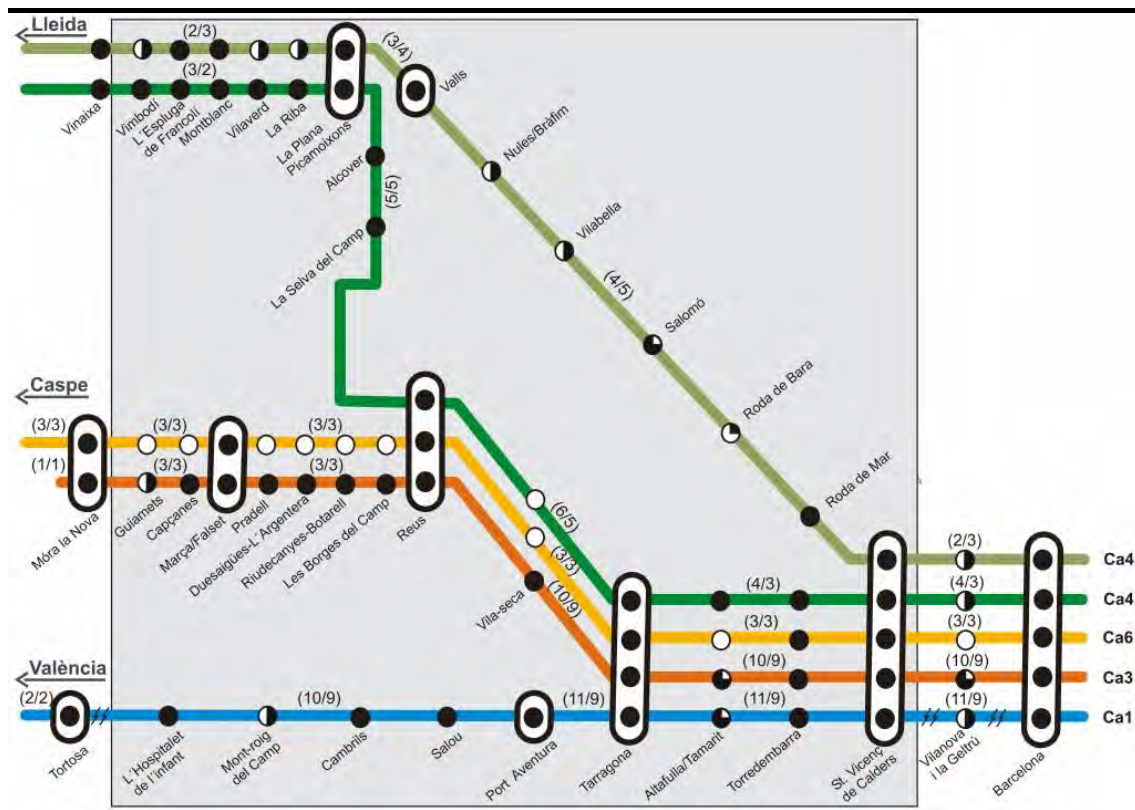 Lleida
(2/3)
(3/2)
(3/4)
Vinaixa
Vimbodí
L´Espluga
de Francolí
Montblanc
Vilaverd
La Riba
La Plana
Picamoixons
Valls
Alcover
(5/5)
La Selva del Camp
Nulles/Bràfim
Vilabella
(4/5)
Salomó
Roda de Bara
Roda de Mar
Caspe
(3/3)
(3/3)
(3/3)
(1/1)
(3/3)
(3/3)
Móra la Nova
Guiamets
Capçanes
Marça/Falset
Pradell
Duesaigües-L´Argentera
Riudecanyes-Botarell
Les Borges del Camp
Reus
(6/5)
(3/3)
(10/9)
Vila-seca
(2/3)
Ca4
(4/3)
(4/3)
Ca4
(3/3)
(3/3)
Ca6
(10/9)
(10/9)
Ca3
València
(2/2)
(10/9)
(11/9)
(11/9)
(11/9)
Ca1
Tortosa
L´Hospitalet
de l´infant
Mont-roig
del Camp
Cambrils
Salou
Port Aventura
Tarragona
Altafulla/Tamarit
Torredembarra
St. Vicenç
de Calders
Vilanova
i la Geltrú
Barcelona